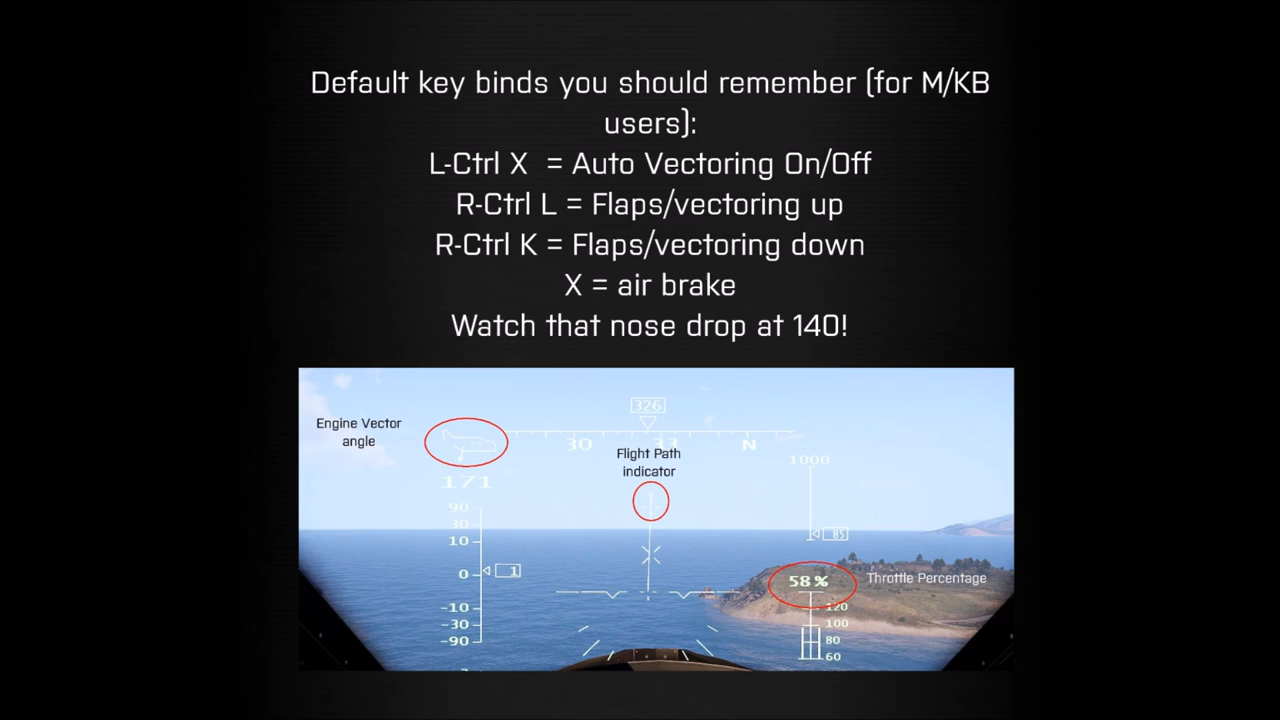 Default key binds you should remember (for M/KB
users):
L-Ctrl X = Auto Vectoring On/Off
R-Ctrl L = Flaps/vectoring up
R-Ctrl K = Flaps/vectoring down
X = air brake
Watch that nose drop at 140!
326
Engine Vector
angle
30 33 N
Flight Path
indicator
1000
171
90
30
10
85
0
1
58 %
Throttle Percentage
-10
-30
-90
120
100
80
60